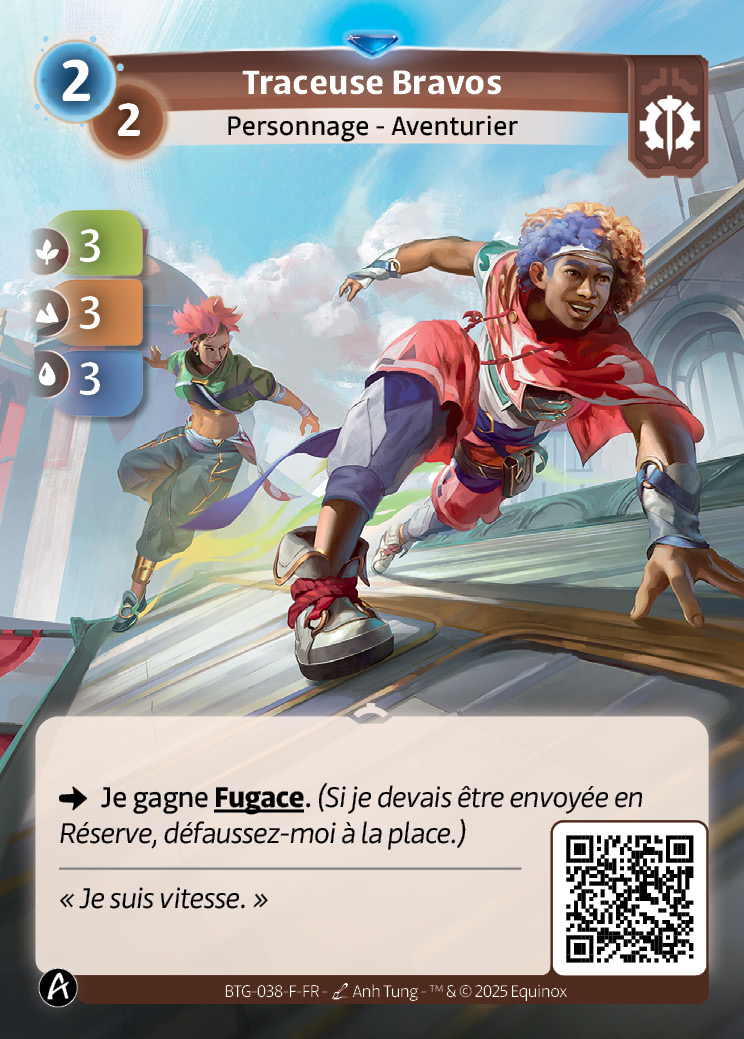 2
Traceuse Bravos
2
Personnage - Aventurier
3
3
3
Je gagne Fugace. (Si je devais être envoyée en
Réserve, défaussez-moi à la place.)
« Je suis vitesse. »
BTG-038-F-FR - Anh Tung - ™ & © 2025 Equinox